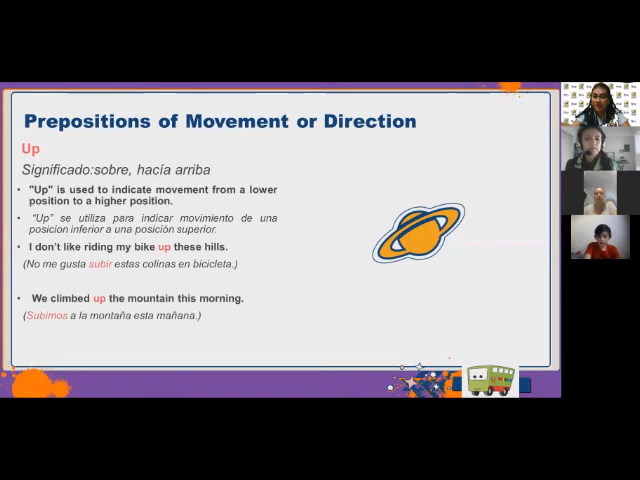 Prepositions of Movement or Direction
Up
Significado:sobre, hacía arriba
• "Up" is used to indicate movement from a lower
position to a higher position.
• "Up" se utiliza para indicar movimiento de una
posicion inferior a una posición superior.
• I don't like riding my bike up these hills.
(No me gusta subir estas colinas en bicicleta.)
• We climbed up the mountain this morning.
(Subimos a la montaña esta mañana.)